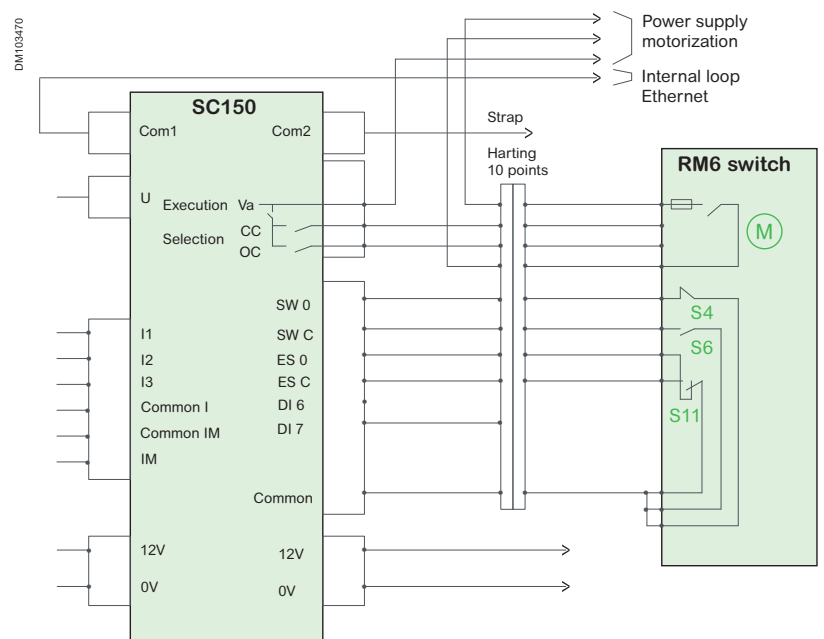 DM103470
Power supply
motorization
Internal loop
Ethernet
SC150
Com1
Com2
Strap
Harting
10 points
RM6 switch
U
Execution
Va
Selection
CC
OC
M
SW 0
S4
I1
SW C
S6
I2
ES 0
I3
ES C
Common I
DI 6
S11
Common IM
DI 7
IM
Common
12V
12V
0V
0V